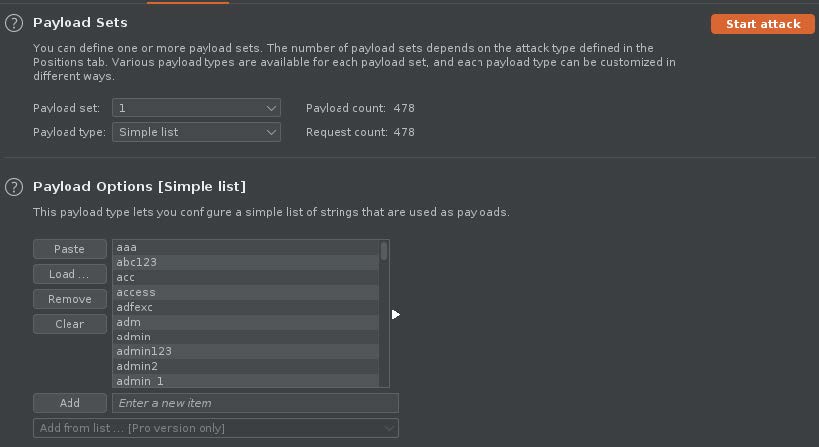 Payload Sets
Start attack
You can define one or more payload sets. The number of payload sets depends on the attack type defined in the
Positions tab. Various payload types are available for each payload set, and each payload type can be customized in
different ways.
Payload set: 1 Payload count: 478
Payload type: Simple list Request count: 478
Payload Options [Simple list]
This payload type lets you configure a simple list of strings that are used as payloads.
Paste
Load ...
Remove
Clear
aaa
abc123
acc
access
adfexc
adm
admin
admin123
admin2
admin_1
Add
Enter a new item
Add from list ... [Pro version only]